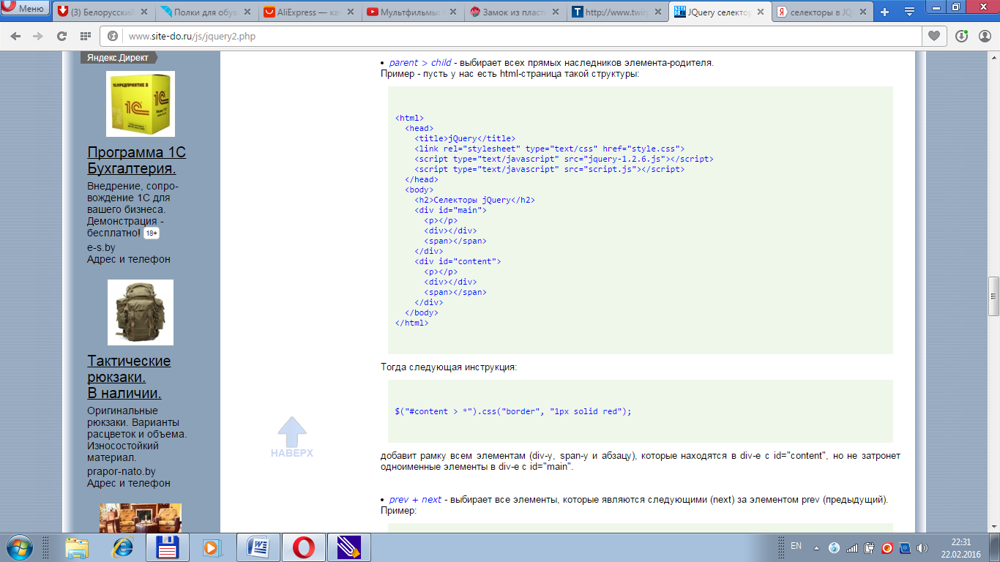 Меню
(3) Белорусский
Полки для обув
AliExpress — ка
Мультфильмы
Замок из пласт
http://www.twirp
JQuery селектор
селекторы в JQ
www.site-do.ru/js/jquery2.php
Яндекс.Директ
1С:ПРЕДПРИЯТИЕ 8
1С
Программа 1С
Бухгалтерия.
Внедрение, сопро-
вождение 1С для
вашего бизнеса.
Демонстрация -
бесплатно! 18+
e-s.by
Адрес и телефон
Тактические
рюкзаки.
В наличии.
Оригинальные
рюкзаки. Варианты
расцветок и объема.
Износостойкий
материал.
prapor-nato.by
Адрес и телефон
НАВЕРХ
• parent > child - выбирает всех прямых наследников элемента-родителя.
Пример - пусть у нас есть html-страница такой структуры:
<html>
<head>
<title>jQuery</title>
<link rel="stylesheet" type="text/css" href="style.css">
<script type="text/javascript" src="jquery-1.2.6.js"></script>
<script type="text/javascript" src="script.js"></script>
</head>
<body>
<h2>Селекторы jQuery</h2>
<div id="main">
<p></p>
<div></div>
<span></span>
</div>
<div id="content">
<p></p>
<div></div>
<span></span>
</div>
</body>
</html>
Тогда следующая инструкция:
$("#content > *").css("border", "1px solid red");
добавит рамку всем элементам (div-у, span-у и абзацу), которые находятся в div-е с id="content", но не затронет
одноименные элементы в div-е с id="main".
• prev + next - выбирает все элементы, которые являются следующими (next) за элементом prev (предыдущий).
Пример:
EN
22:31
22.02.2016